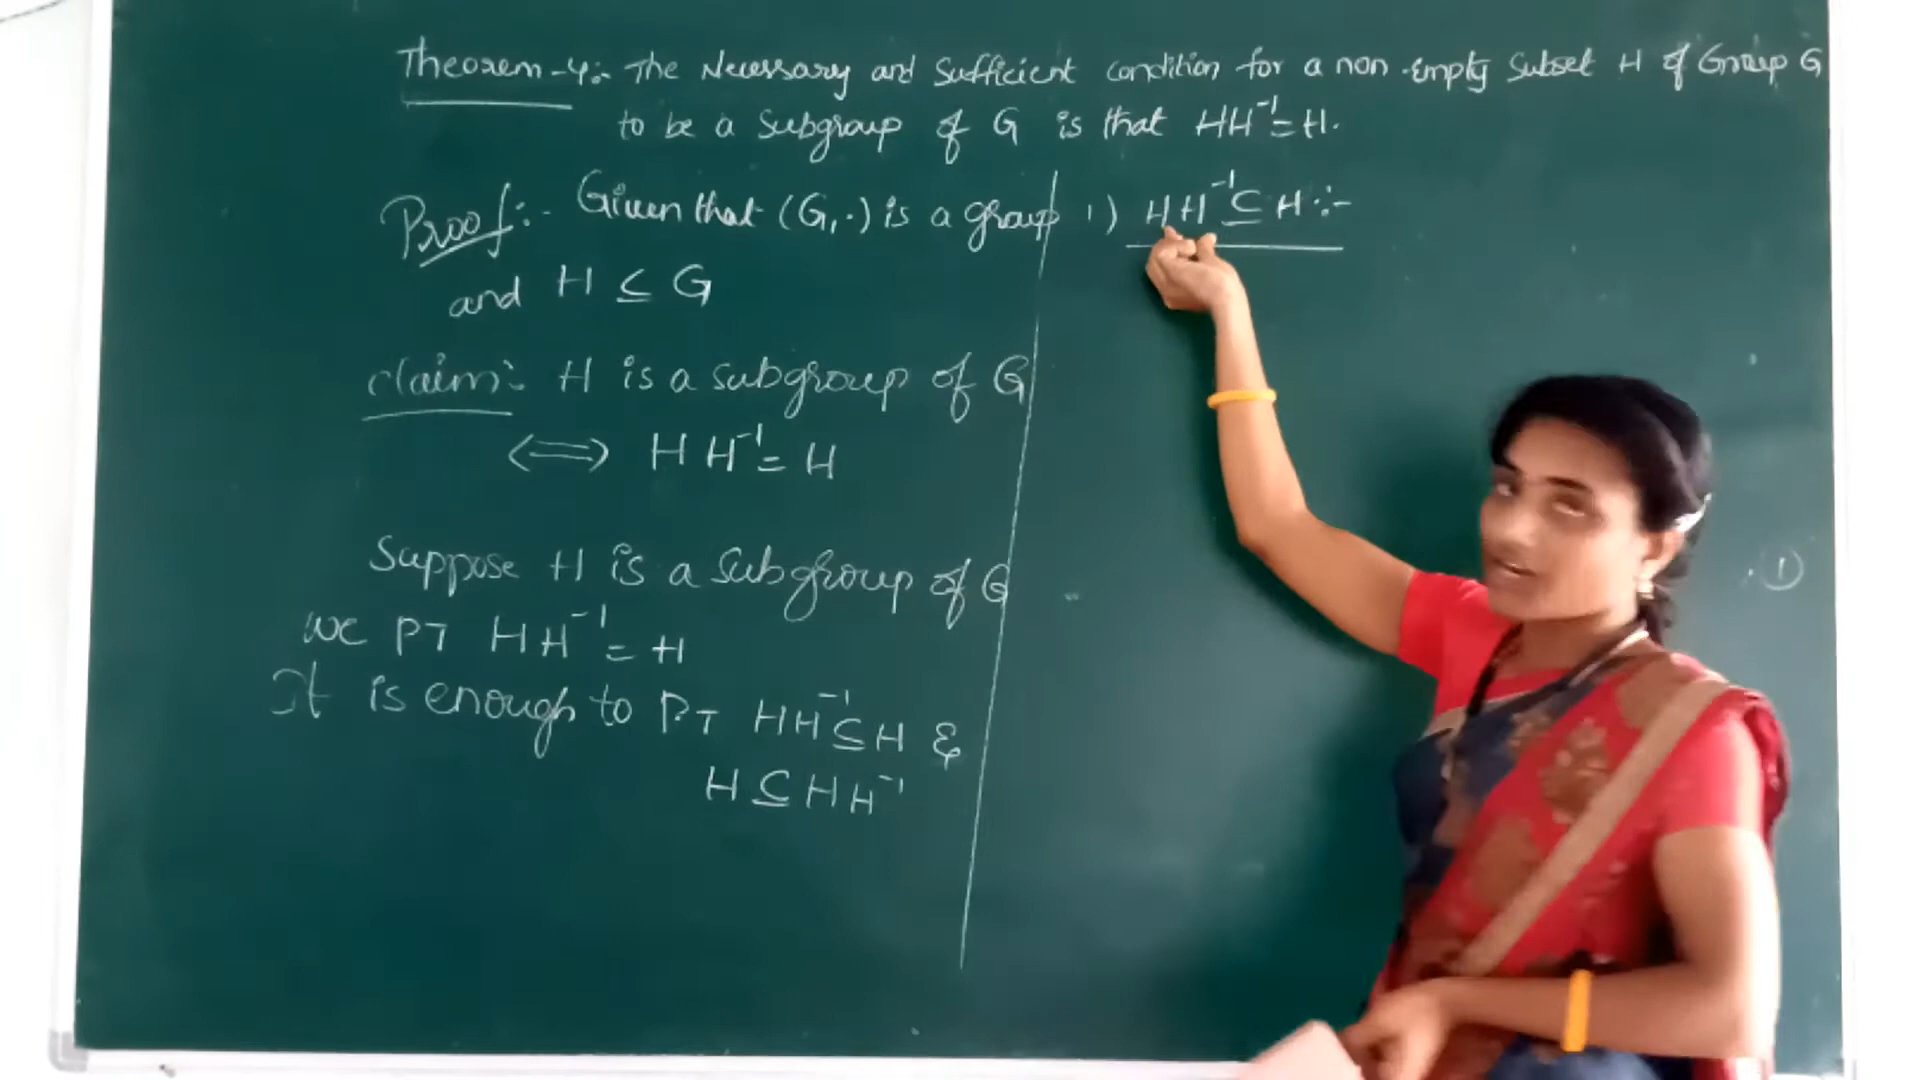 Theorem-4:- The Necessary and Sufficient condition for a non-Empty Subset H of Group G
to be a Subgroup of G is that HH⁻¹=H.
Proof:- Given that (G,·) is a group
and H ⊆ G
claim:- H is a subgroup of G
⟺ HH⁻¹=H
Suppose H is a Subgroup of G
we PT HH⁻¹=H
It is enough to PT HH⁻¹⊆H &
H⊆HH⁻¹
1) HH⁻¹⊆H:-
①